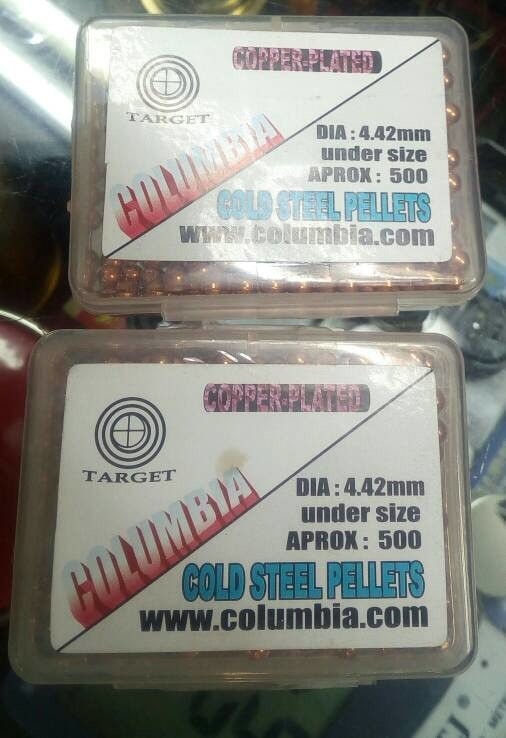 COPPER-PLATED
TARGET
COLUMBIA
DIA : 4.42mm
under size
APROX : 500
COLD STEEL PELLETS
www.columbia.com
COPPER-PLATED
TARGET
COLUMBIA
DIA : 4.42mm
under size
APROX : 500
COLD STEEL PELLETS
www.columbia.com